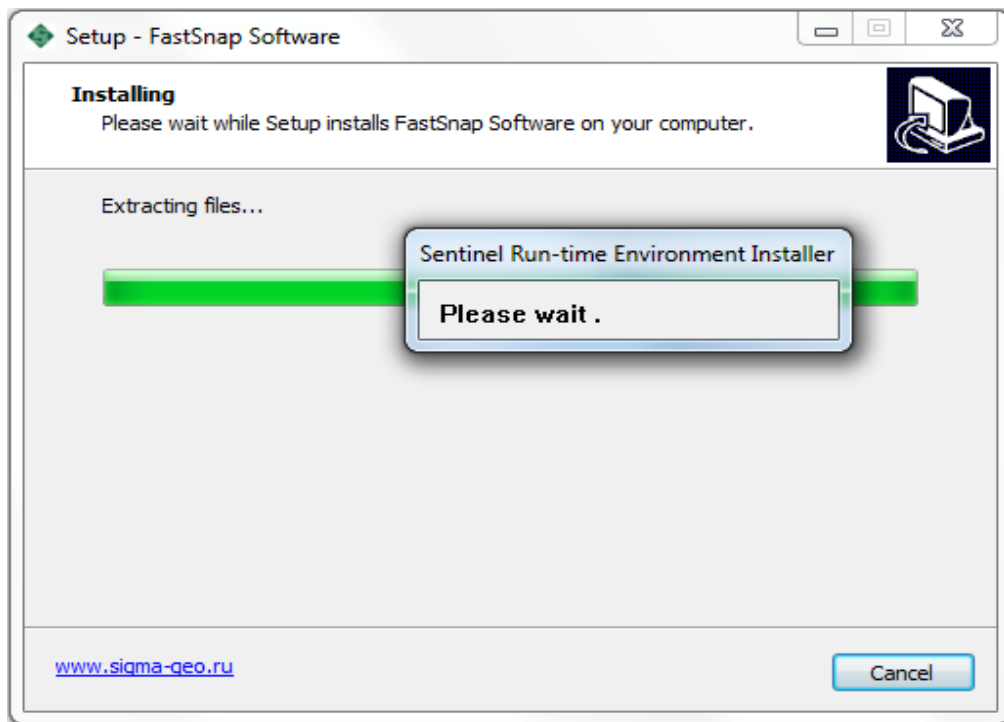 Setup - FastSnap Software
Installing
Please wait while Setup installs FastSnap Software on your computer.
Extracting files...
Sentinel Run-time Environment Installer
Please wait .
www.sigma-geo.ru
Cancel